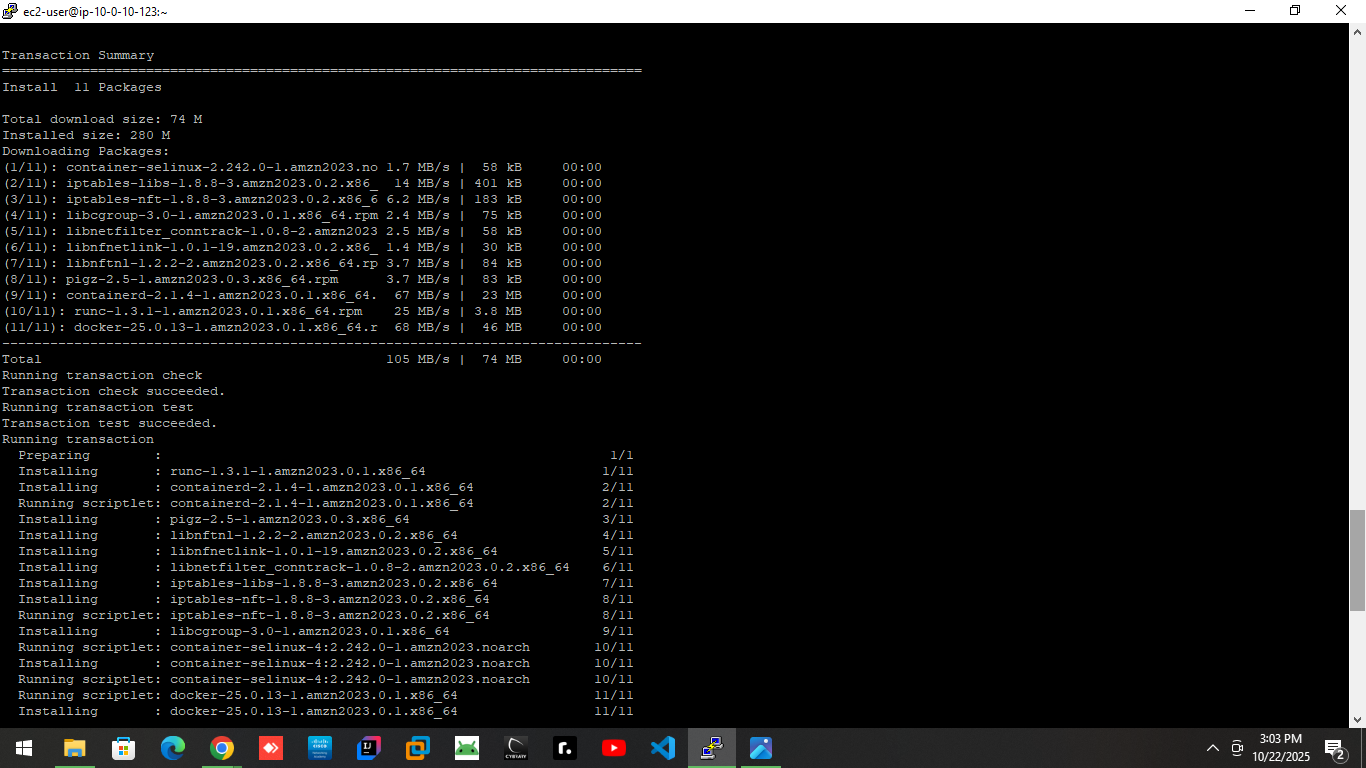 ec2-user@ip-10-0-10-123:~
Transaction Summary
================================================================================
Install  11 Packages
Total download size: 74 M
Installed size: 280 M
Downloading Packages:
(1/11): container-selinux-2.242.0-1.amzn2023.no 1.7 MB/s |  58 kB     00:00
(2/11): iptables-libs-1.8.8-3.amzn2023.0.2.x86_  14 MB/s | 401 kB     00:00
(3/11): iptables-nft-1.8.8-3.amzn2023.0.2.x86_6 6.2 MB/s | 183 kB     00:00
(4/11): libcgroup-3.0-1.amzn2023.0.1.x86_64.rpm 2.4 MB/s |  75 kB     00:00
(5/11): libnetfilter_conntrack-1.0.8-2.amzn2023 2.5 MB/s |  58 kB     00:00
(6/11): libnfnetlink-1.0.1-19.amzn2023.0.2.x86_ 1.4 MB/s |  30 kB     00:00
(7/11): libnftnl-1.2.2-2.amzn2023.0.2.x86_64.rp 3.7 MB/s |  84 kB     00:00
(8/11): pigz-2.5-1.amzn2023.0.3.x86_64.rpm      3.7 MB/s |  83 kB     00:00
(9/11): containerd-2.1.4-1.amzn2023.0.1.x86_64.  67 MB/s |  23 MB     00:00
(10/11): runc-1.3.1-1.amzn2023.0.1.x86_64.rpm    25 MB/s | 3.8 MB     00:00
(11/11): docker-25.0.13-1.amzn2023.0.1.x86_64.r  68 MB/s |  46 MB     00:00
--------------------------------------------------------------------------------
Total                                           105 MB/s |  74 MB     00:00
Running transaction check
Transaction check succeeded.
Running transaction test
Transaction test succeeded.
Running transaction
  Preparing        :                                                        1/1
  Installing       : runc-1.3.1-1.amzn2023.0.1.x86_64                      1/11
  Installing       : containerd-2.1.4-1.amzn2023.0.1.x86_64                2/11
  Running scriptlet: containerd-2.1.4-1.amzn2023.0.1.x86_64                2/11
  Installing       : pigz-2.5-1.amzn2023.0.3.x86_64                        3/11
  Installing       : libnftnl-1.2.2-2.amzn2023.0.2.x86_64                  4/11
  Installing       : libnfnetlink-1.0.1-19.amzn2023.0.2.x86_64             5/11
  Installing       : libnetfilter_conntrack-1.0.8-2.amzn2023.0.2.x86_64    6/11
  Installing       : iptables-libs-1.8.8-3.amzn2023.0.2.x86_64             7/11
  Installing       : iptables-nft-1.8.8-3.amzn2023.0.2.x86_64              8/11
  Running scriptlet: iptables-nft-1.8.8-3.amzn2023.0.2.x86_64              8/11
  Installing       : libcgroup-3.0-1.amzn2023.0.1.x86_64                   9/11
  Running scriptlet: container-selinux-4:2.242.0-1.amzn2023.noarch        10/11
  Installing       : container-selinux-4:2.242.0-1.amzn2023.noarch        10/11
  Running scriptlet: container-selinux-4:2.242.0-1.amzn2023.noarch        10/11
  Running scriptlet: docker-25.0.13-1.amzn2023.0.1.x86_64                 11/11
  Installing       : docker-25.0.13-1.amzn2023.0.1.x86_64                 11/11
3:03 PM
10/22/2025
2